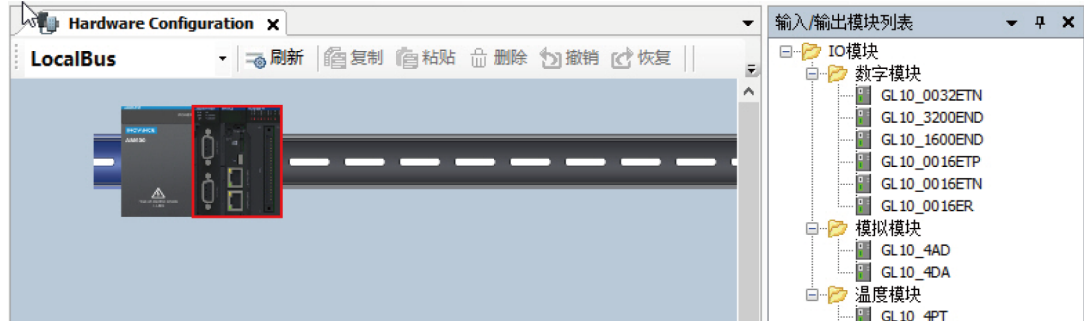 Hardware Configuration
LocalBus 刷新 复制 粘贴 删除 撤销 恢复
输入/输出模块列表
IO模块
数字模块
GL10_0032ETN
GL10_3200END
GL10_1600END
GL10_0016ETP
GL10_0016ETN
GL10_0016ER
模拟模块
GL10_4AD
GL10_4DA
温度模块
GL10_4PT